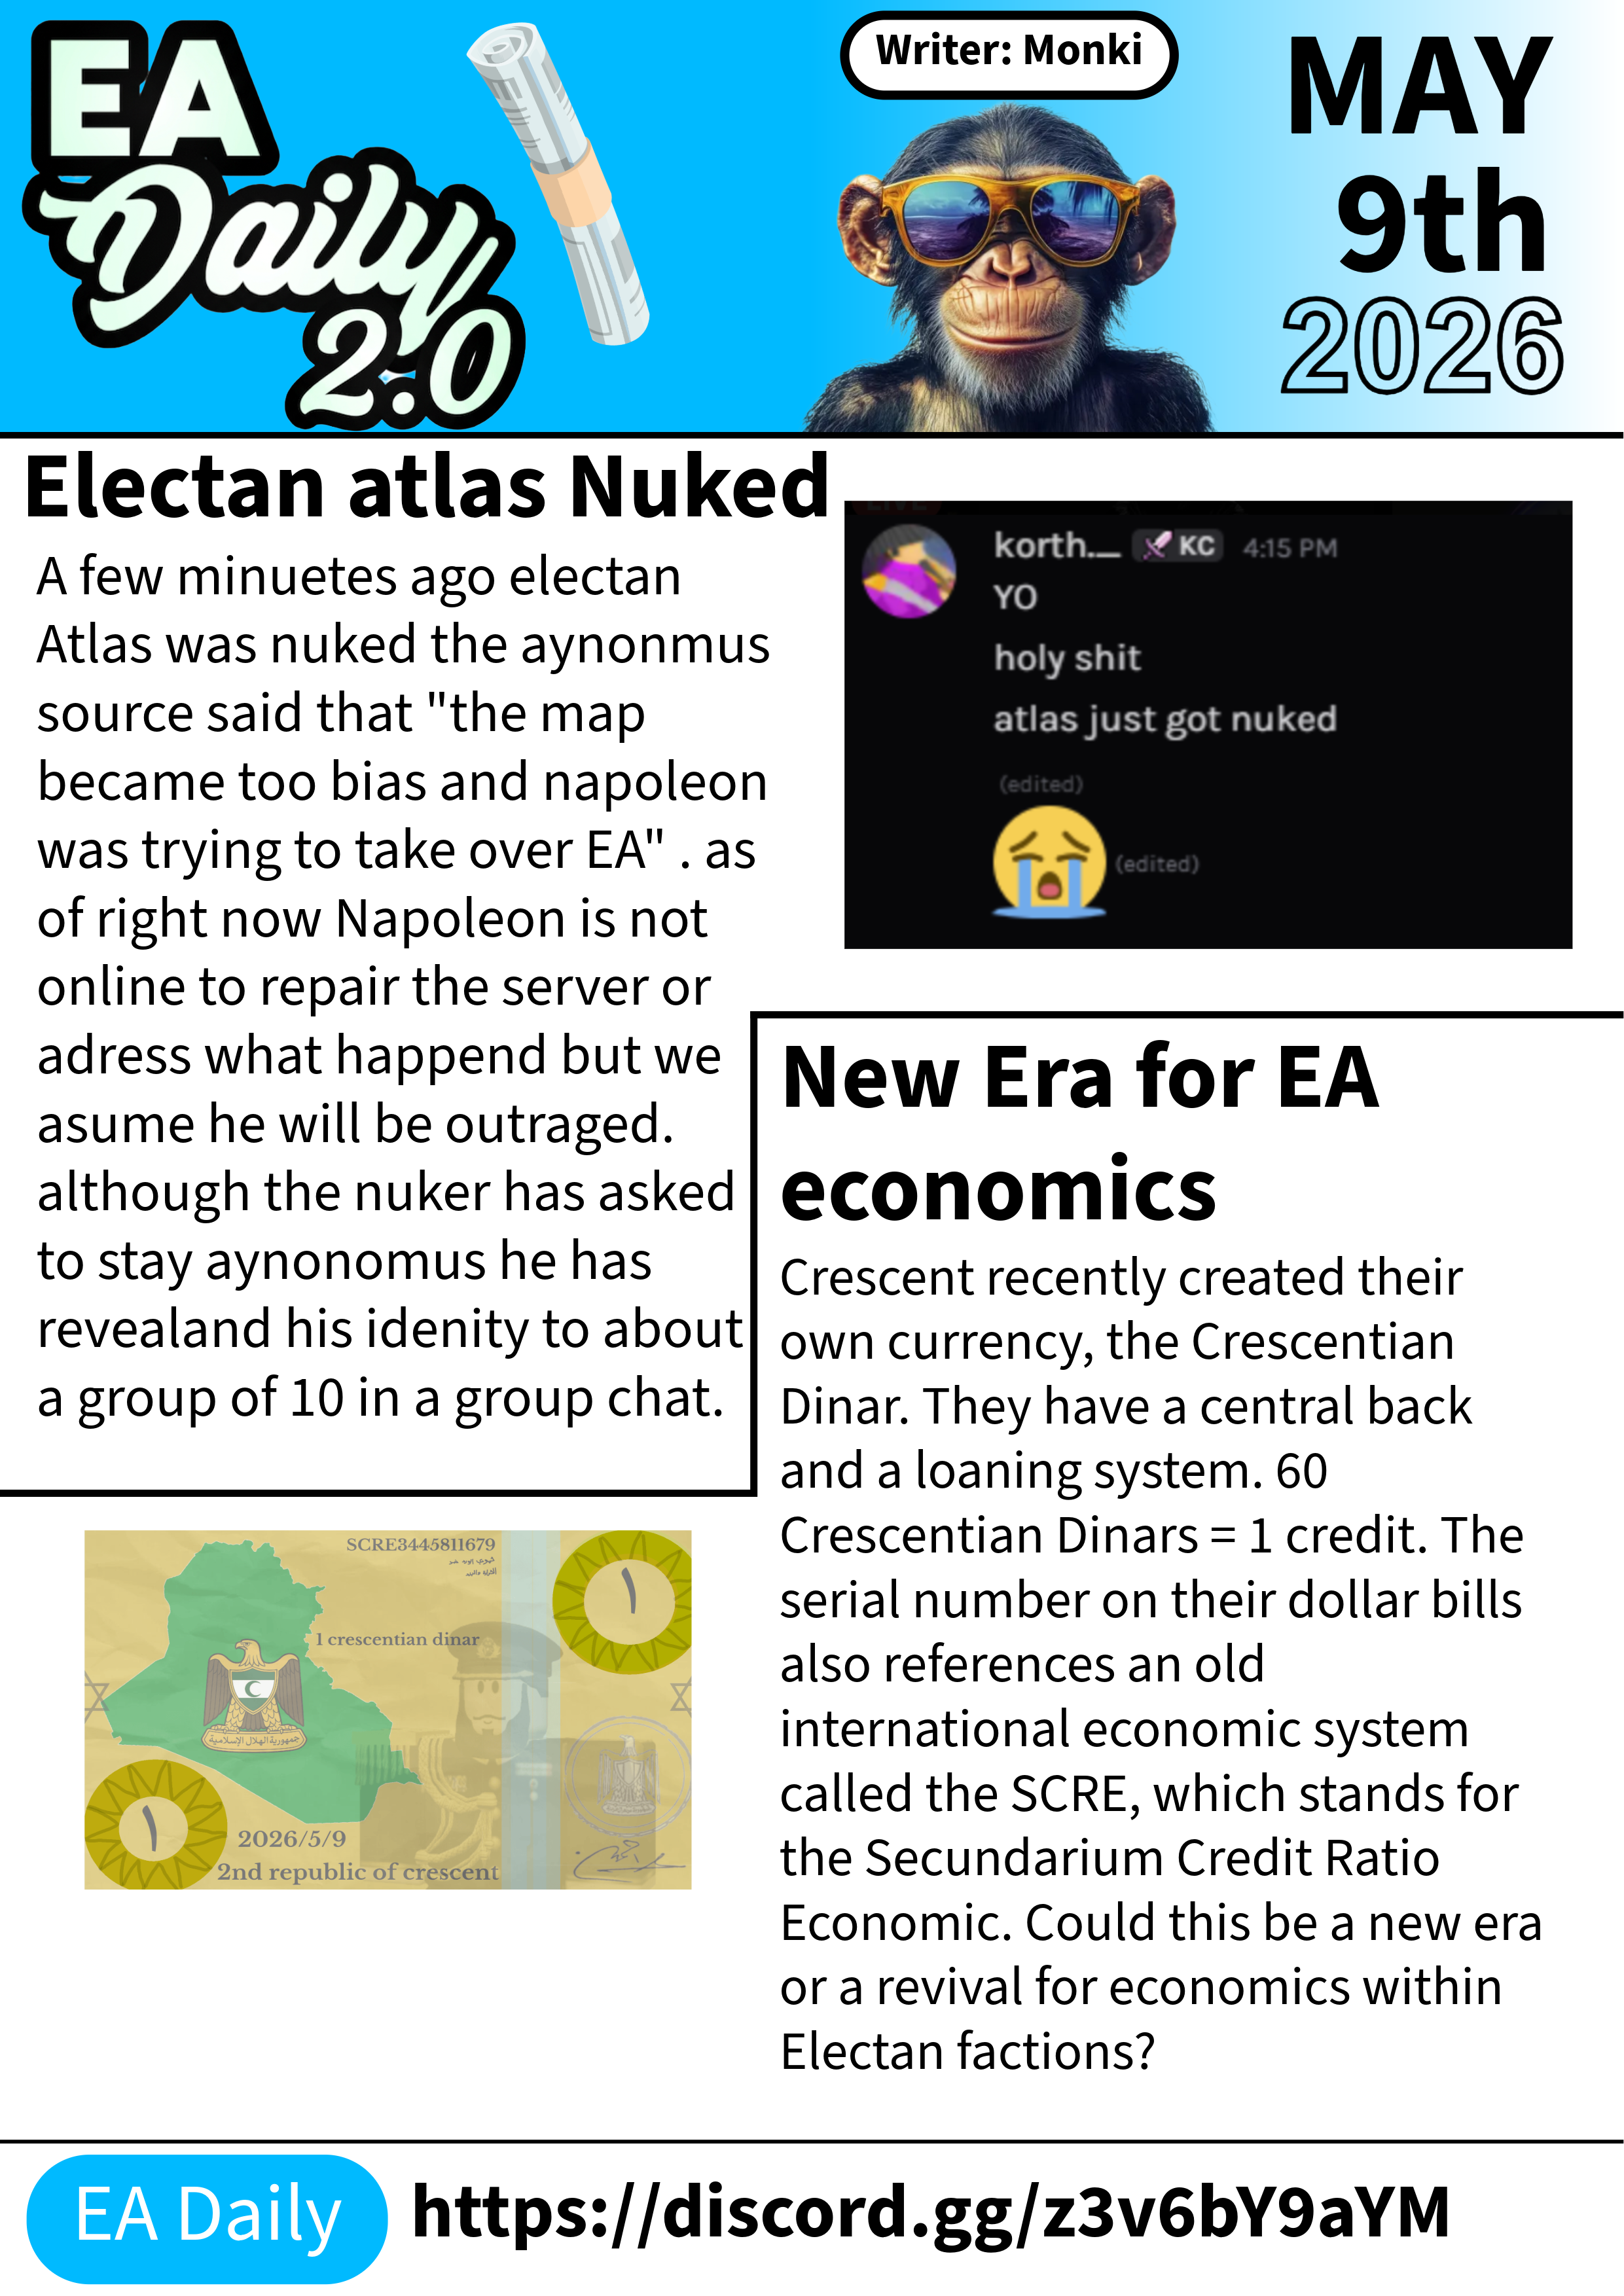 EA
Daily
2.0
Writer: Monki
MAY
9th
2026
Electan atlas Nuked
A few minuetes ago electan
Atlas was nuked the aynonmus
source said that "the map
became too bias and napoleon
was trying to take over EA" . as
of right now Napoleon is not
online to repair the server or
adress what happend but we
asume he will be outraged.
although the nuker has asked
to stay aynonomus he has
revealand his idenity to about
a group of 10 in a group chat.
korth.__ KC 4:15 PM
YO
holy shit
atlas just got nuked
(edited)
(edited)
New Era for EA
economics
Crescent recently created their
own currency, the Crescentian
Dinar. They have a central back
and a loaning system. 60
Crescentian Dinars = 1 credit. The
serial number on their dollar bills
also references an old
international economic system
called the SCRE, which stands for
the Secundarium Credit Ratio
Economic. Could this be a new era
or a revival for economics within
Electan factions?
SCRE3445811679
١
1 crescentian dinar
جمهورية الهلال الإسلامية
١
2026/5/9
2nd republic of crescent
EA Daily
https://discord.gg/z3v6bY9aYM